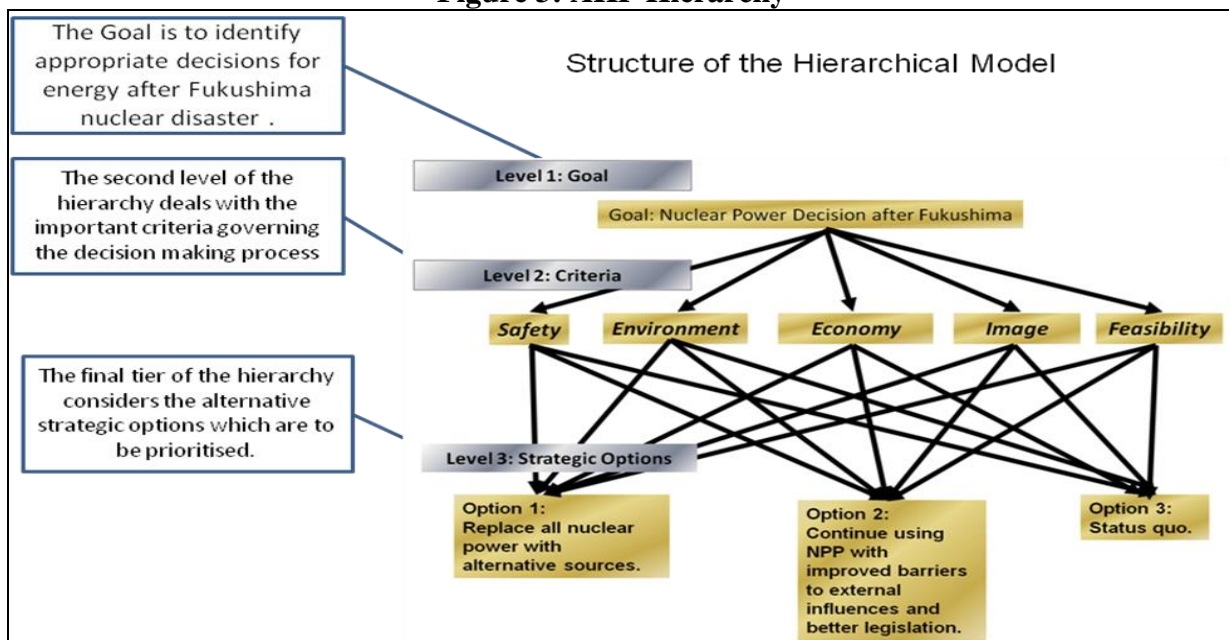 The Goal is to identify
appropriate decisions for
energy after Fukushima
nuclear disaster .
Structure of the Hierarchical Model
The second level of the
hierarchy deals with the
important criteria governing
the decision making process
Level 1: Goal
Goal: Nuclear Power Decision after Fukushima
Level 2: Criteria
Safety
Environment
Economy
Image
Feasibility
The final tier of the hierarchy
considers the alternative
strategic options which are to
be prioritised.
Level 3: Strategic Options
Option 1:
Replace all nuclear
power with
alternative sources.
Option 2:
Continue using
NPP with
improved barriers
to external
influences and
better legislation.
Option 3:
Status quo.